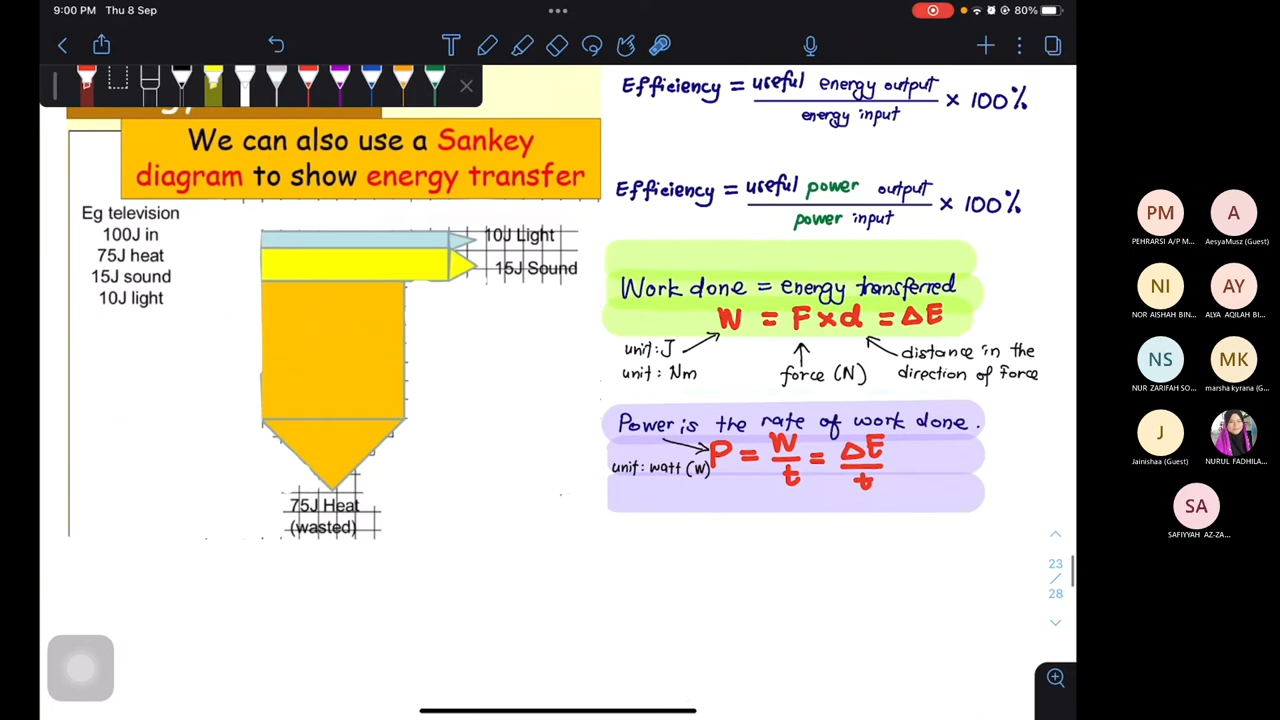 9:00 PM Thu 8 Sep
80%
We can also use a Sankey
diagram to show energy transfer
Eg television
100J in
75J heat
15J sound
10J light
10J Light
15J Sound
75J Heat
(wasted)
Efficiency = useful energy output / energy input × 100%
Efficiency = useful power output / power input × 100%
Work done = energy transferred
W = F × d = ΔE
unit: J
unit: Nm
force (N)
distance in the
direction of force
Power is the rate of work done.
P = W / t = ΔE / t
unit: watt (W)
23
/
28
PM
PEHRARSI A/P M...
A
AesyaMusz (Guest)
NI
NOR AISHAH BIN...
AY
ALYA AQILAH BI...
NS
NUR ZARIFAH SO...
MK
marsha kyrana (G...
J
Jainishaa (Guest)
NURUL FADHILA...
SA
SAFIYYAH AZ-ZA...